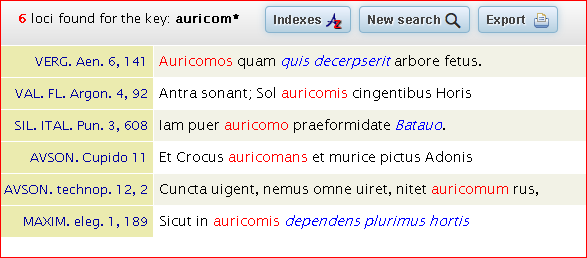 6 loci found for the key: auricom* Indexes New search Export
VERG. Aen. 6, 141 Auricomos quam quis decerpserit arbore fetus.
VAL. FL. Argon. 4, 92 Antra sonant; Sol auricomis cingentibus Horis
SIL. ITAL. Pun. 3, 608 Iam puer auricomo praeformidate Batauo.
AVSON. Cupido 11 Et Crocus auricomans et murice pictus Adonis
AVSON. technop. 12, 2 Cuncta uigent, nemus omne uiret, nitet auricomum rus,
MAXIM. eleg. 1, 189 Sicut in auricomis dependens plurimus hortis